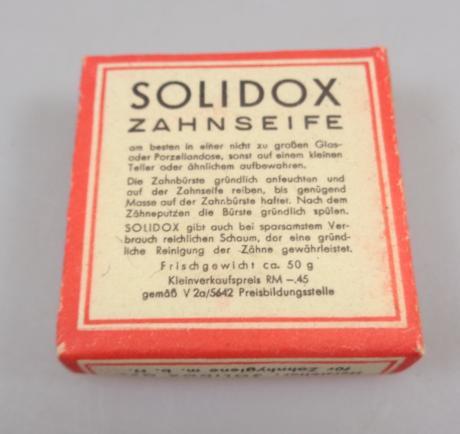 SOLIDOX
ZAHNSEIFE
am besten in einer nicht zu großen Glas-
oder Porzellandose, sonst auf einem kleinen
Teller oder ähnlichem aufbewahren.
Die Zahnbürste gründlich anfeuchten und
auf der Zahnseife reiben, bis genügend
Masse auf der Zahnbürste haftet. Nach dem
Zähneputzen die Bürste gründlich spülen.
SOLIDOX gibt auch bei sparsamstem Ver-
brauch reichlichen Schaum, der eine gründ-
liche Reinigung der Zähne gewährleistet.
Frischgewicht ca. 50 g
Kleinverkaufspreis RM –.45
gemäß V 2a/5642 Preisbildungsstelle
für Zahnhygiene m. b. H.